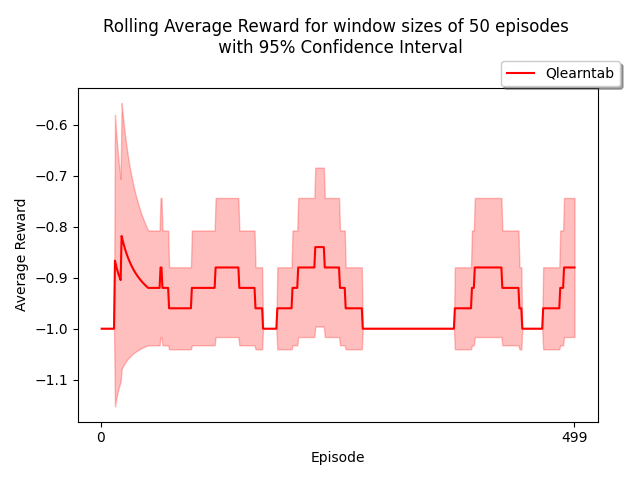 Rolling Average Reward for window sizes of 50 episodes
with 95% Confidence Interval
Qlearntab
−0.6
−0.7
−0.8
−0.9
−1.0
−1.1
Average Reward
0
499
Episode